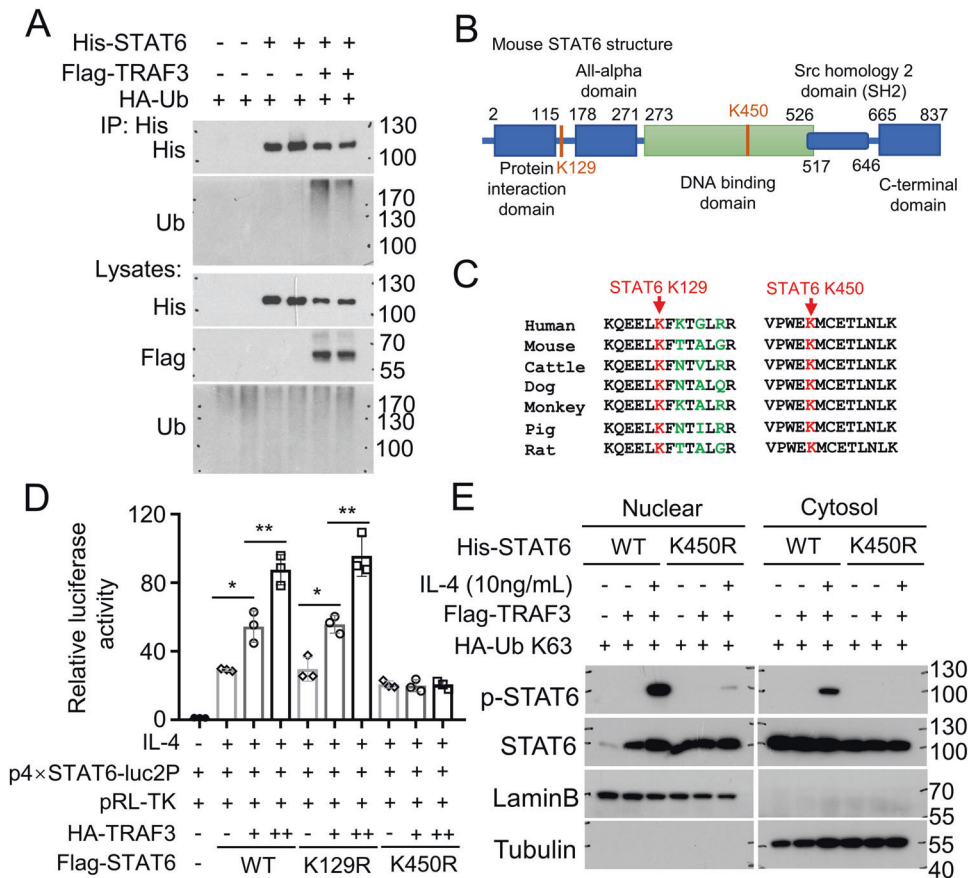 A
His-STAT6 - - + + + +
Flag-TRAF3 - - - - + +
HA-Ub + + + + + +
IP: His
His
130
100
Ub
170
130
100
Lysates:
His
130
100
Flag
70
55
Ub
170
130
100
B
Mouse STAT6 structure
All-alpha domain
Src homology 2 domain (SH2)
2 115 178 271 273 K450 526 665 837
K129 517 646
Protein interaction domain
DNA binding domain
C-terminal domain
C
STAT6 K129 STAT6 K450
Human KQEELKFKTGLRR VPWEKMCETLNLK
Mouse KQEELKFTTAGR VPWEKMCETLNLK
Cattle KQEELKFNTVRR VPWEKMCETLNLK
Dog KQEELKFNTAQR VPWEKMCETLNLK
Monkey KQEELKFKTALRR VPWEKMCETLNLK
Pig KQEELKFNTILRR VPWEKMCETLNLK
Rat KQEELKFTTALGR VPWEKMCETLNLK
D
Relative luciferase activity
120
80
60
40
20
0
* ** * **
IL-4 - + + + + + + + + +
p4×STAT6-luc2P + + + + + + + + + +
pRL-TK + + + + + + + + + +
HA-TRAF3 - + ++ - + ++ - + ++
Flag-STAT6 - WT K129R K450R
E
Nuclear Cytosol
His-STAT6 WT K450R WT K450R
IL-4 (10ng/mL) - - + - - + - - + - - +
Flag-TRAF3 - + + - + + - + + - + +
HA-Ub K63 + + + + + + + + + + + +
p-STAT6
130
100
STAT6
130
100
LaminB
70
55
Tubulin
55
40